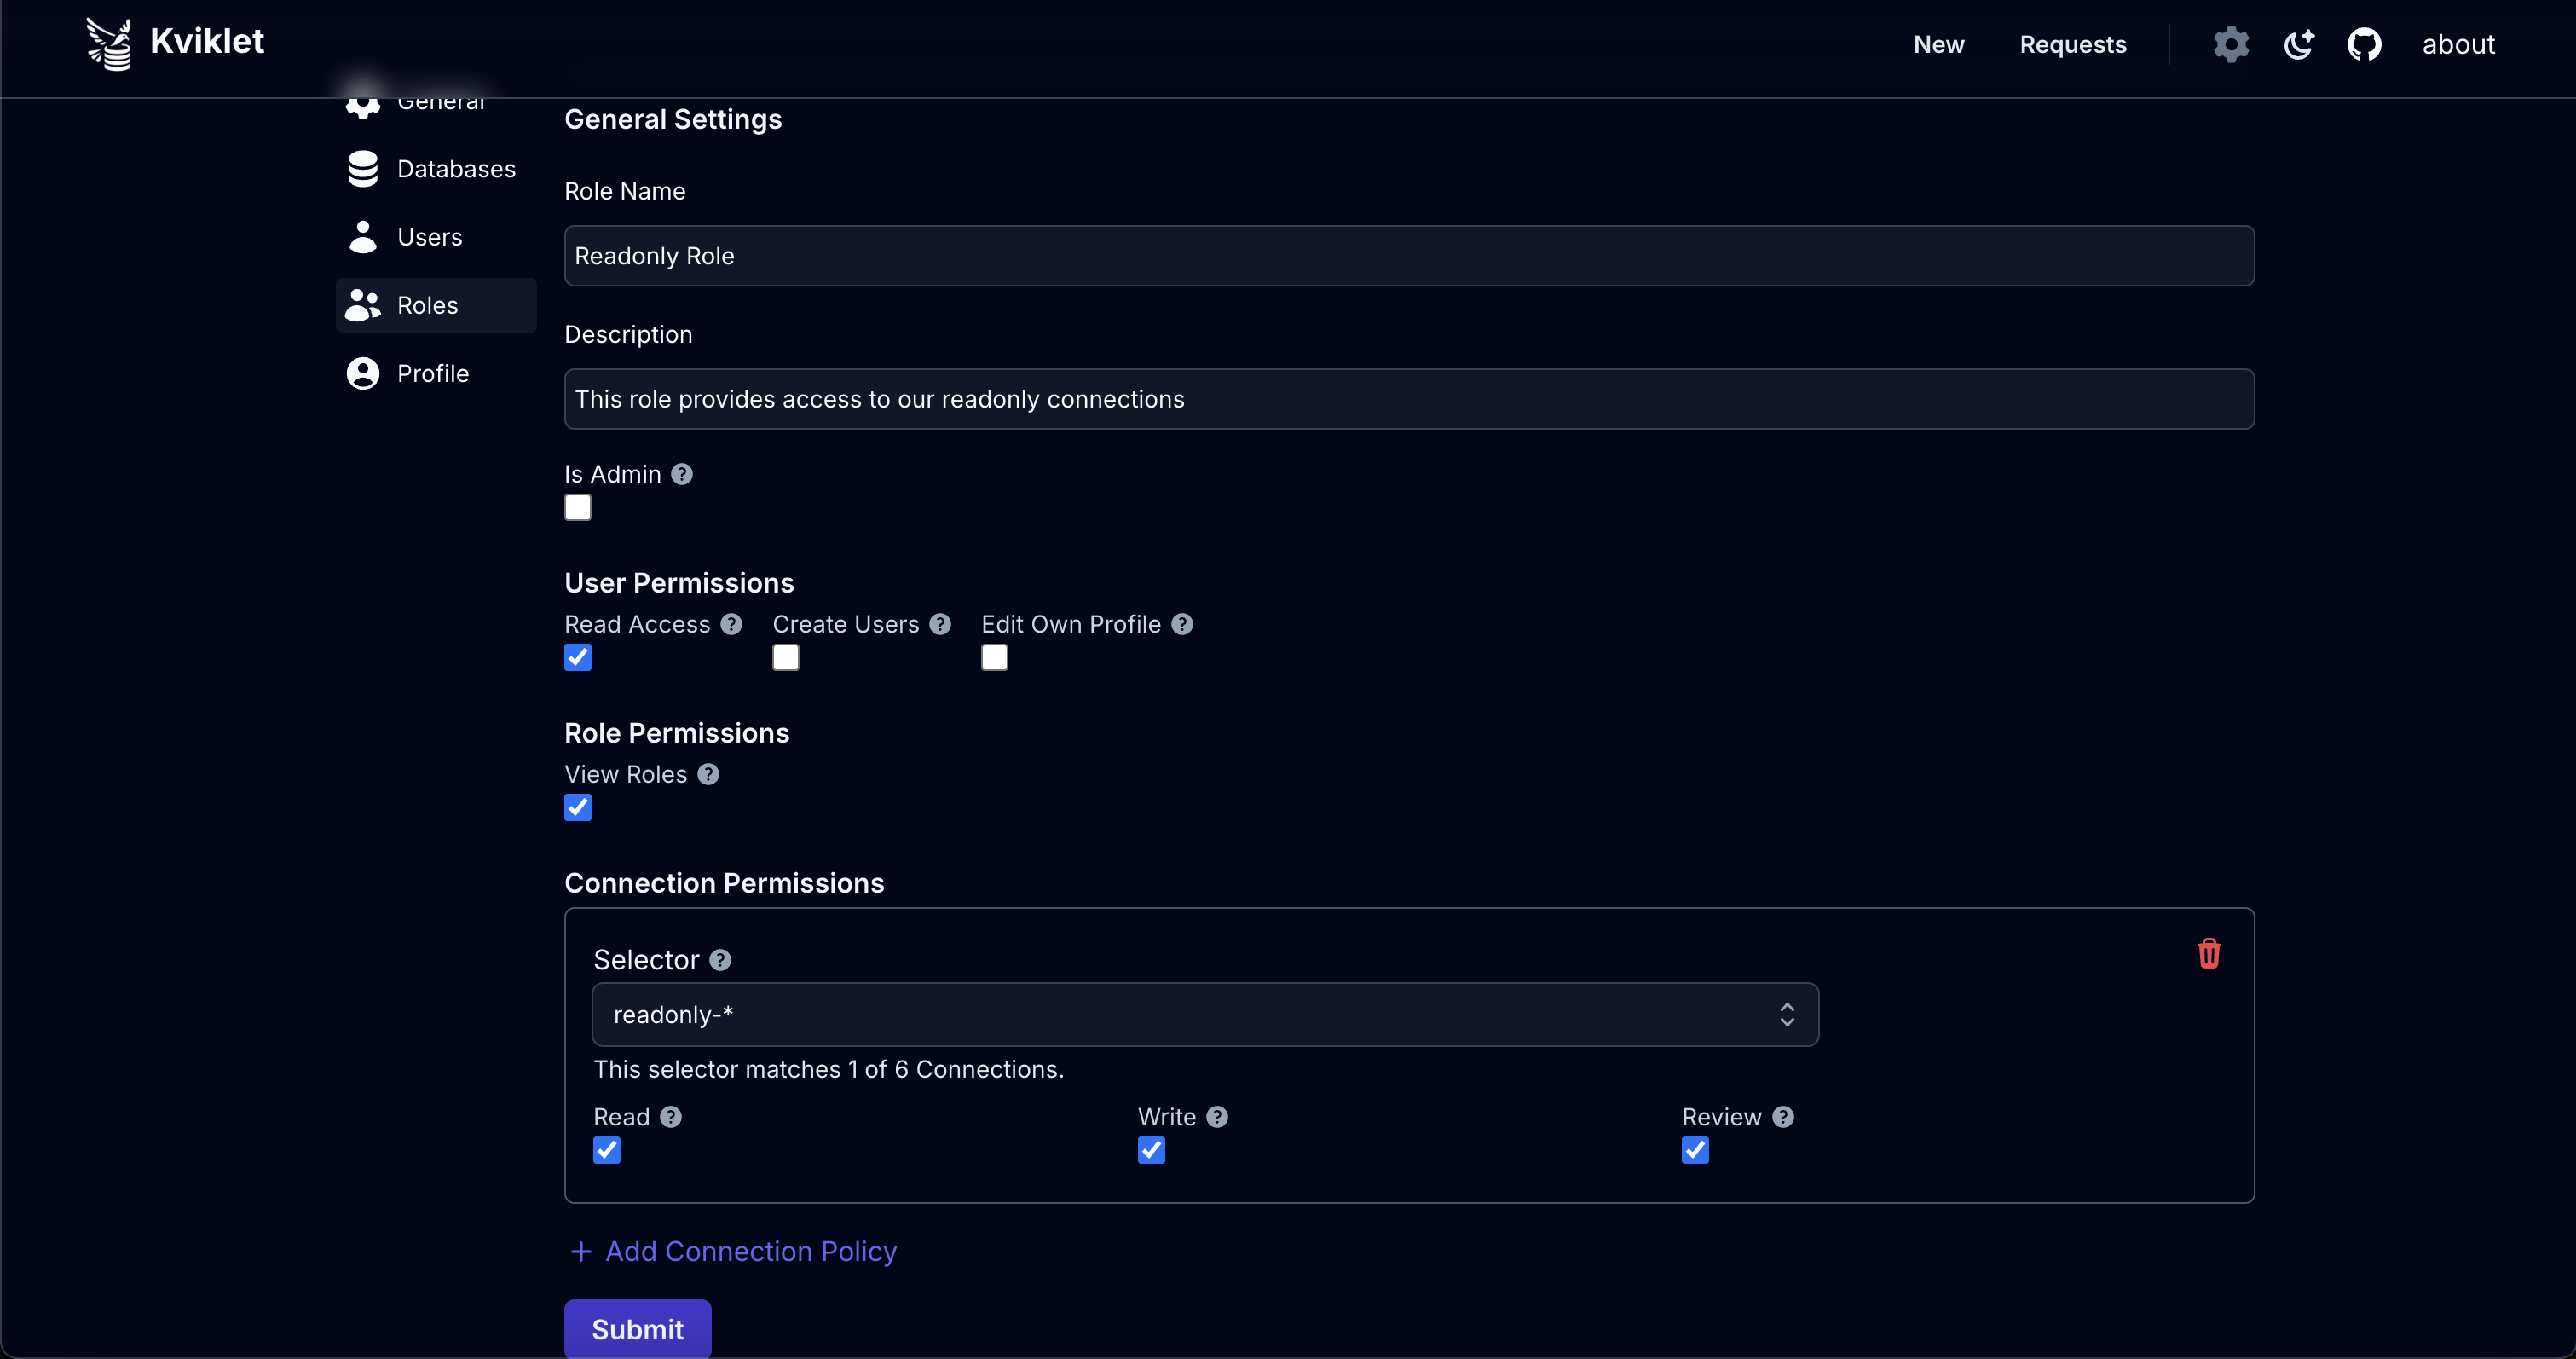 Kviklet
New
Requests
about
General
Databases
Users
Roles
Profile
General Settings
Role Name
Readonly Role
Description
This role provides access to our readonly connections
Is Admin ?
User Permissions
Read Access ? Create Users ? Edit Own Profile ?
Role Permissions
View Roles ?
Connection Permissions
Selector ?
readonly-*
This selector matches 1 of 6 Connections.
Read ? Write ? Review ?
+ Add Connection Policy
Submit